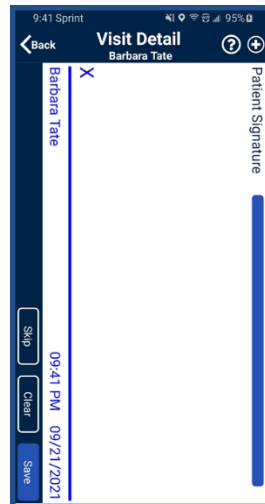 9:41 Sprint 95%
Back Visit Detail
Barbara Tate
Patient Signature
X
Barbara Tate 09:41 PM 09/21/2021
Skip Clear Save